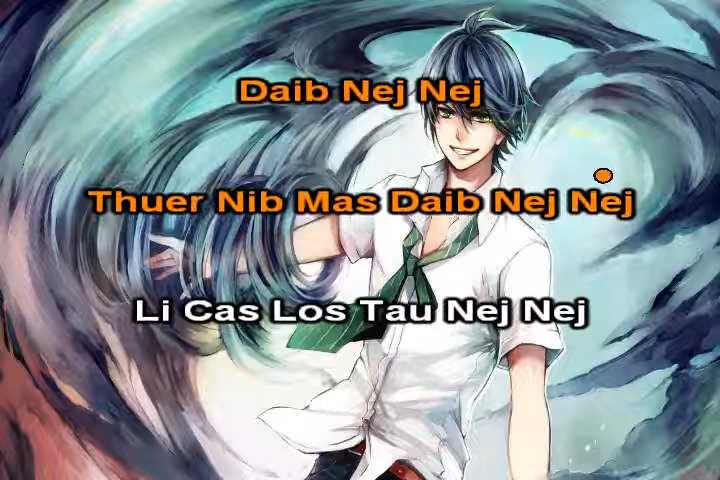 Daib Nej Nej
Thuer Nib Mas Daib Nej Nej
Li Cas Los Tau Nej Nej